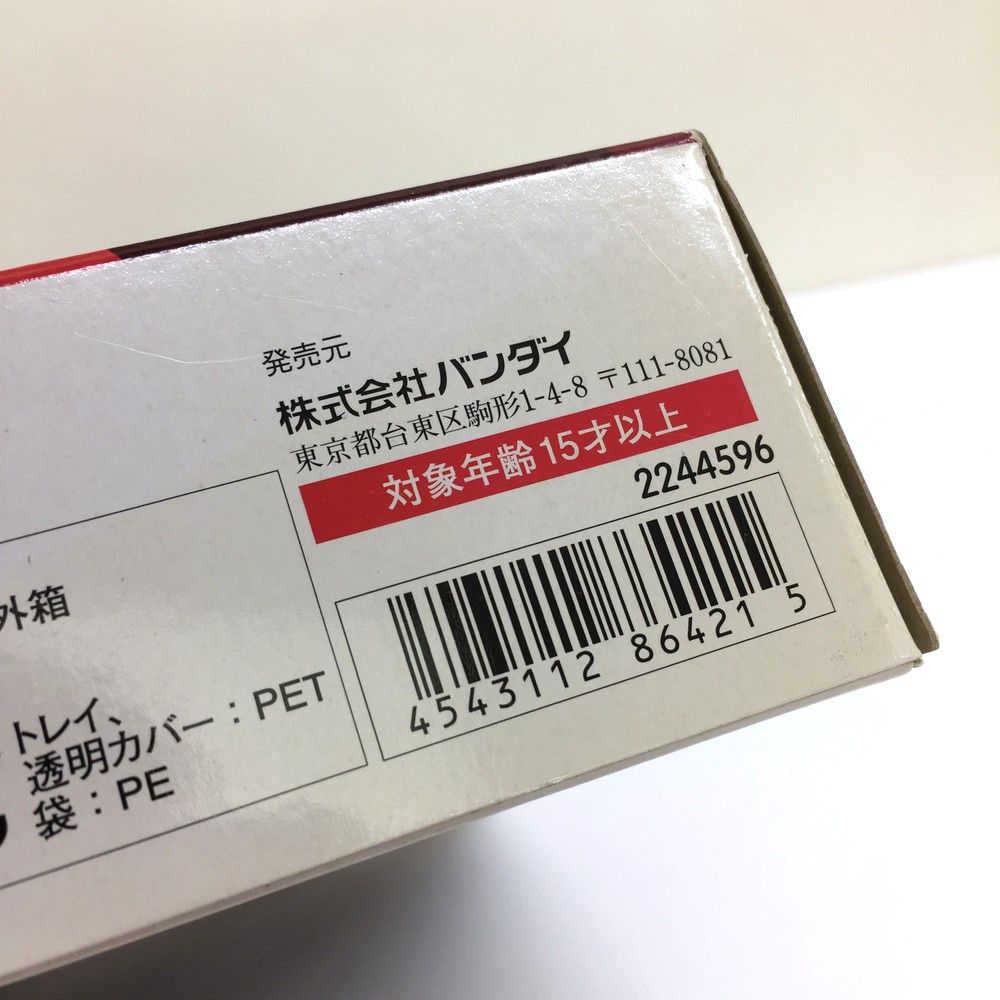 発売元
株式会社バンダイ
東京都台東区駒形1-4-8 〒111-8081
対象年齢15才以上
2244596
4543112 864215
外箱
トレイ、
透明カバー：PET
袋：PE